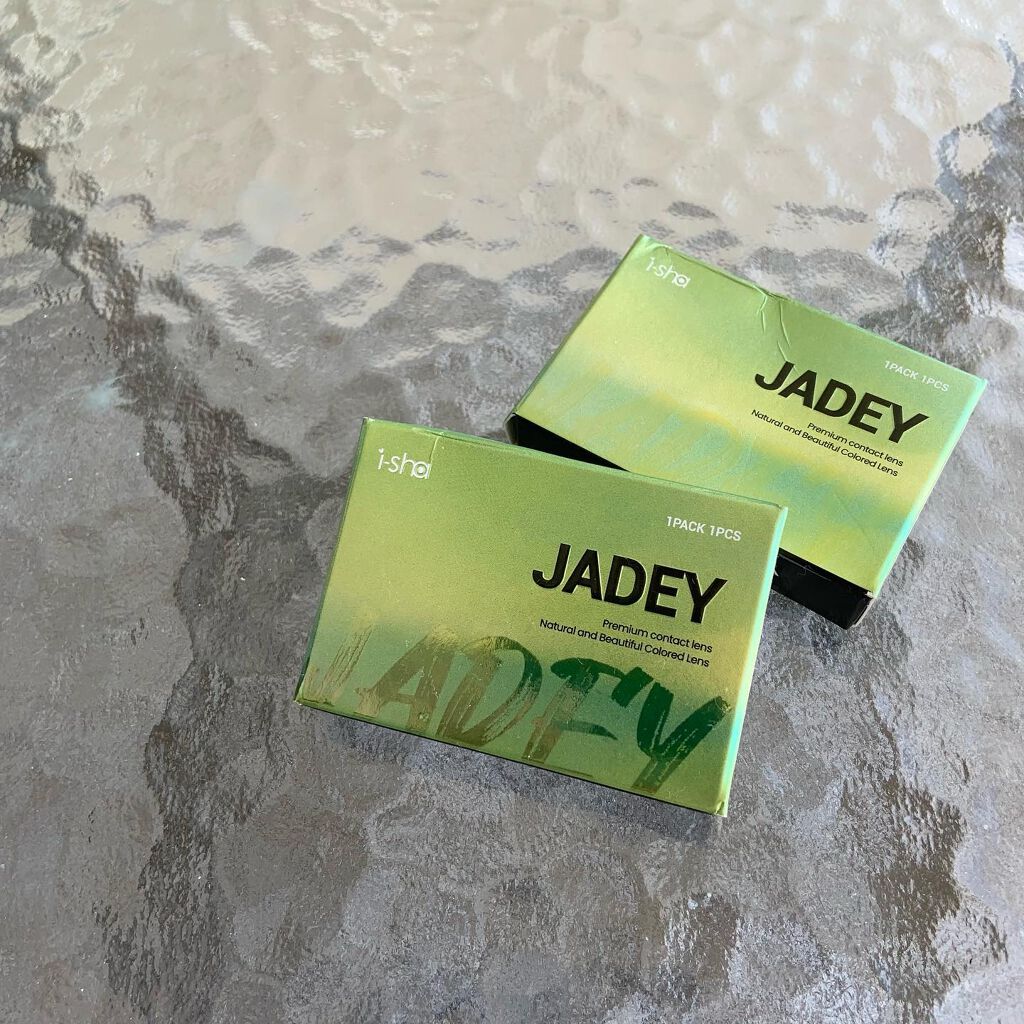 i-sha
1PACK 1PCS
JADEY
Premium contact lens
Natural and Beautiful Colored Lens
i-sha
1PACK 1PCS
JADEY
Premium contact lens
Natural and Beautiful Colored Lens
JADEY